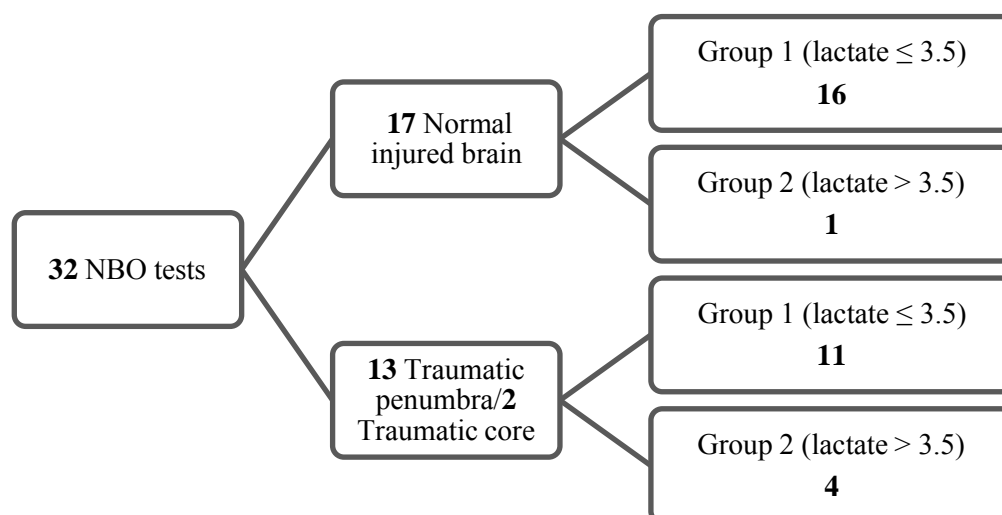 32 NBO tests
17 Normal
injured brain
Group 1 (lactate ≤ 3.5)
16
Group 2 (lactate > 3.5)
1
13 Traumatic
penumbra/2
Traumatic core
Group 1 (lactate ≤ 3.5)
11
Group 2 (lactate > 3.5)
4